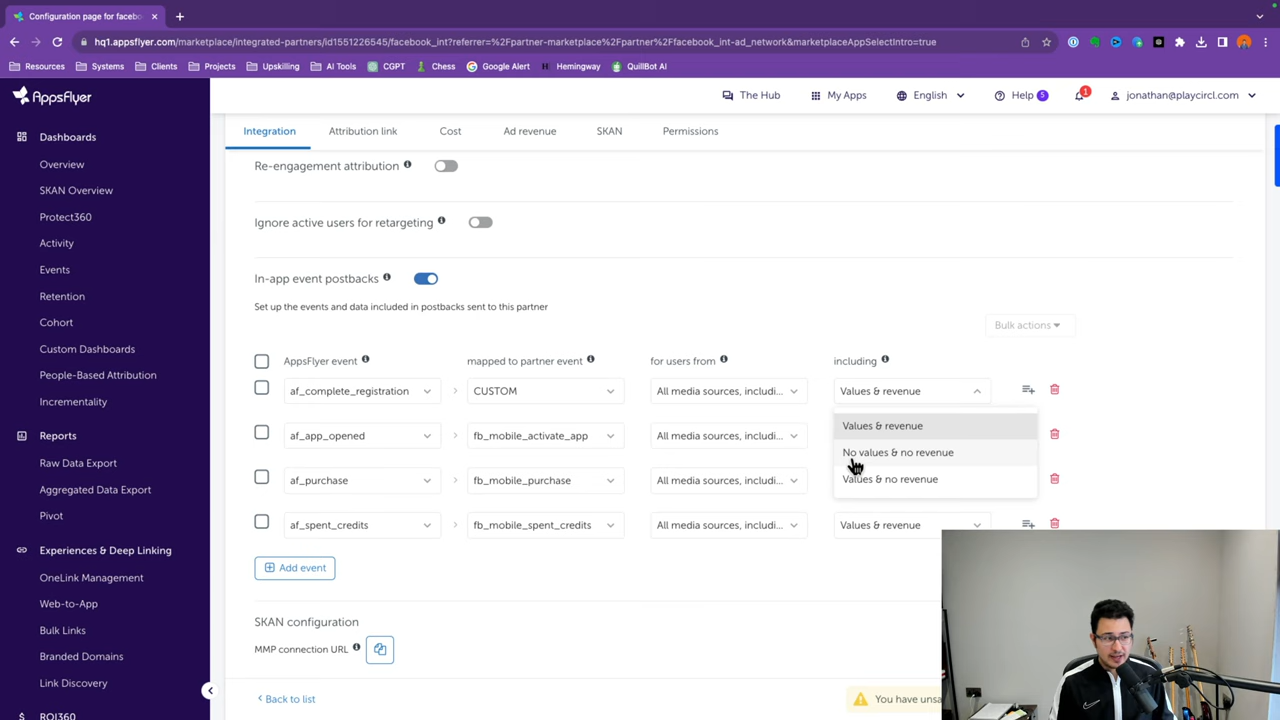 Configuration page for facebo
hq1.appsflyer.com/marketplace/integrated-partners/id1551226545/facebook_int?referrer=%2Fpartner-marketplace%2Fpartner%2Ffacebook_int-ad_network&marketplaceAppSelectIntro=true
Resources Systems Clients Projects Upskilling AI Tools CGPT Chess Google Alert Hemingway QuillBot AI
AppsFlyer The Hub My Apps English Help 5 1 jonathan@playcircl.com
Integration Attribution link Cost Ad revenue SKAN Permissions
Dashboards
Overview
SKAN Overview
Protect360
Activity
Events
Retention
Cohort
Custom Dashboards
People-Based Attribution
Incrementality
Reports
Raw Data Export
Aggregated Data Export
Pivot
Experiences & Deep Linking
OneLink Management
Web-to-App
Bulk Links
Branded Domains
Link Discovery
ROI360
Re-engagement attribution
Ignore active users for retargeting
In-app event postbacks
Set up the events and data included in postbacks sent to this partner
Bulk actions
AppsFlyer event mapped to partner event for users from including
af_complete_registration CUSTOM All media sources, includi... Values & revenue
Values & revenue
af_app_opened fb_mobile_activate_app All media sources, includi...
No values & no revenue
af_purchase fb_mobile_purchase All media sources, includi... Values & no revenue
af_spent_credits fb_mobile_spent_credits All media sources, includi... Values & revenue
Add event
SKAN configuration
MMP connection URL
Back to list You have unsa